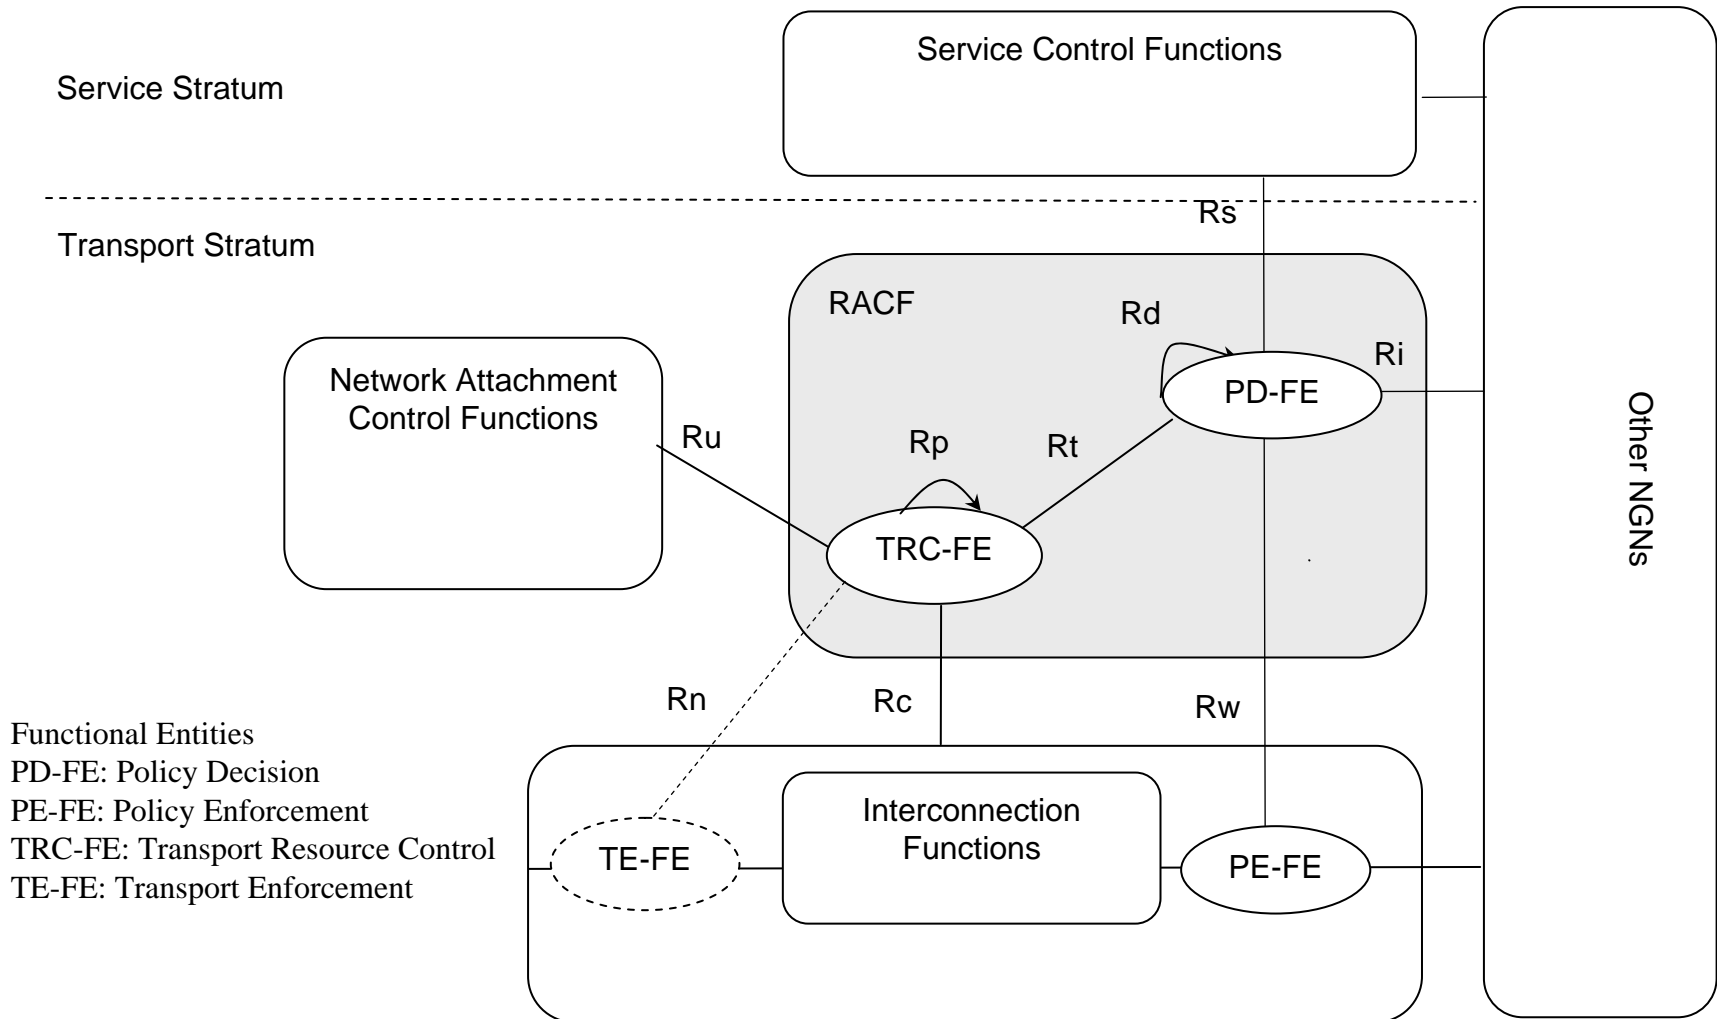 Service Control Functions
Service Stratum
Rs
Transport Stratum
RACF
Rd
Ri
Network Attachment
Control Functions
PD-FE
Ru
Rp
Rt
Other NGNs
TRC-FE
Rn
Rc
Rw
Functional Entities
PD-FE: Policy Decision
PE-FE: Policy Enforcement
TRC-FE: Transport Resource Control
TE-FE: Transport Enforcement
Interconnection
Functions
TE-FE
PE-FE